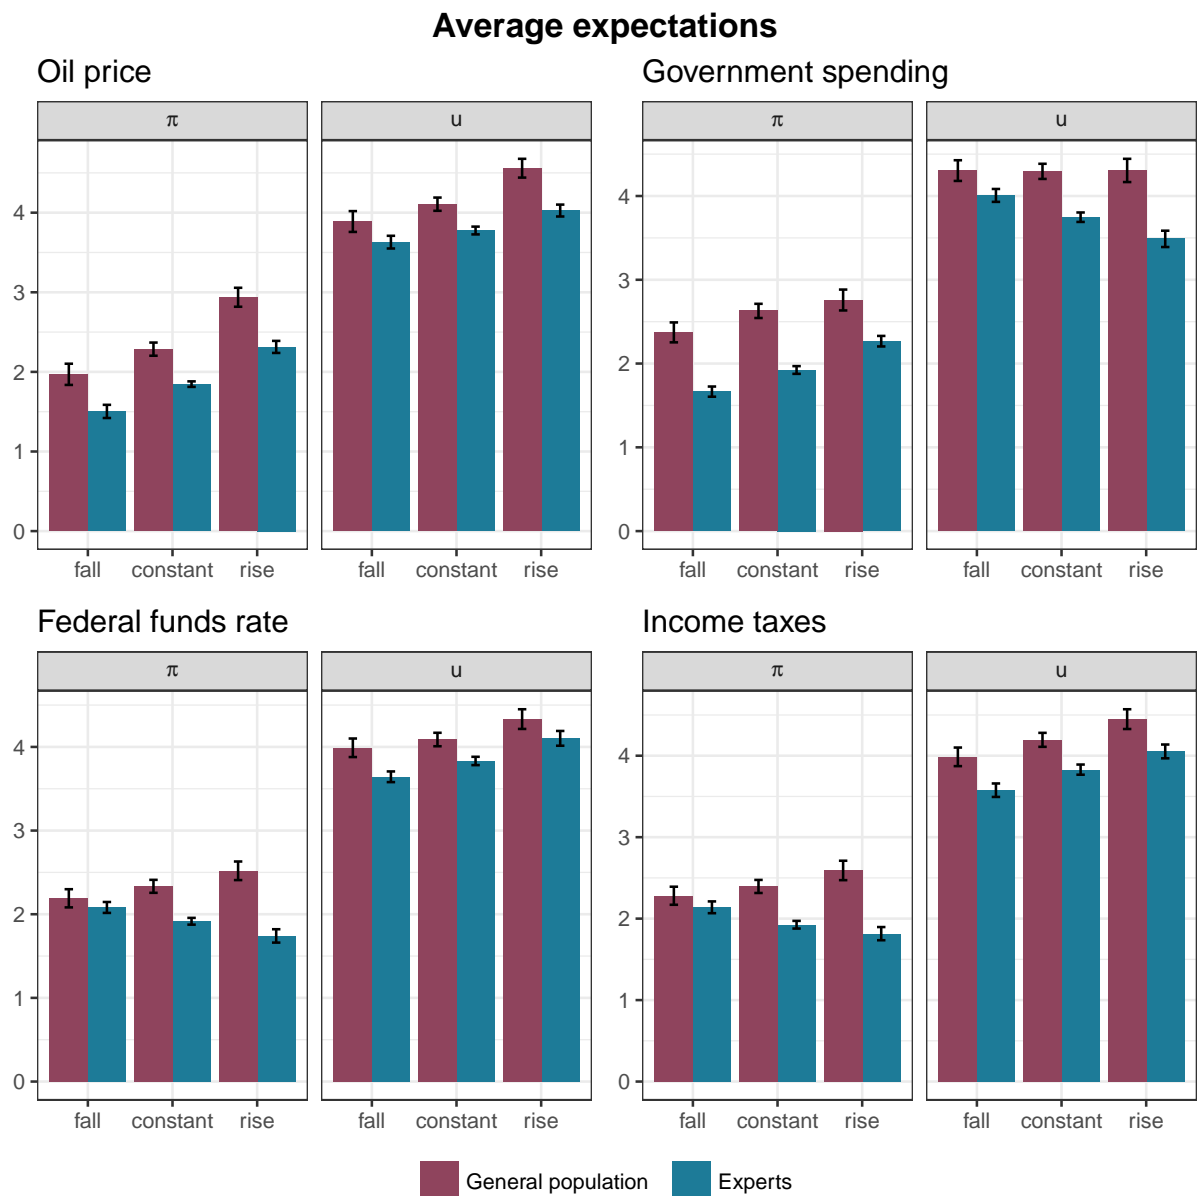 Average expectations
Oil price
π u
4
3
2
1
0
fall constant rise fall constant rise
Government spending
π u
4
3
2
1
0
fall constant rise fall constant rise
Federal funds rate
π u
4
3
2
1
0
fall constant rise fall constant rise
Income taxes
π u
4
3
2
1
0
fall constant rise fall constant rise
General population Experts